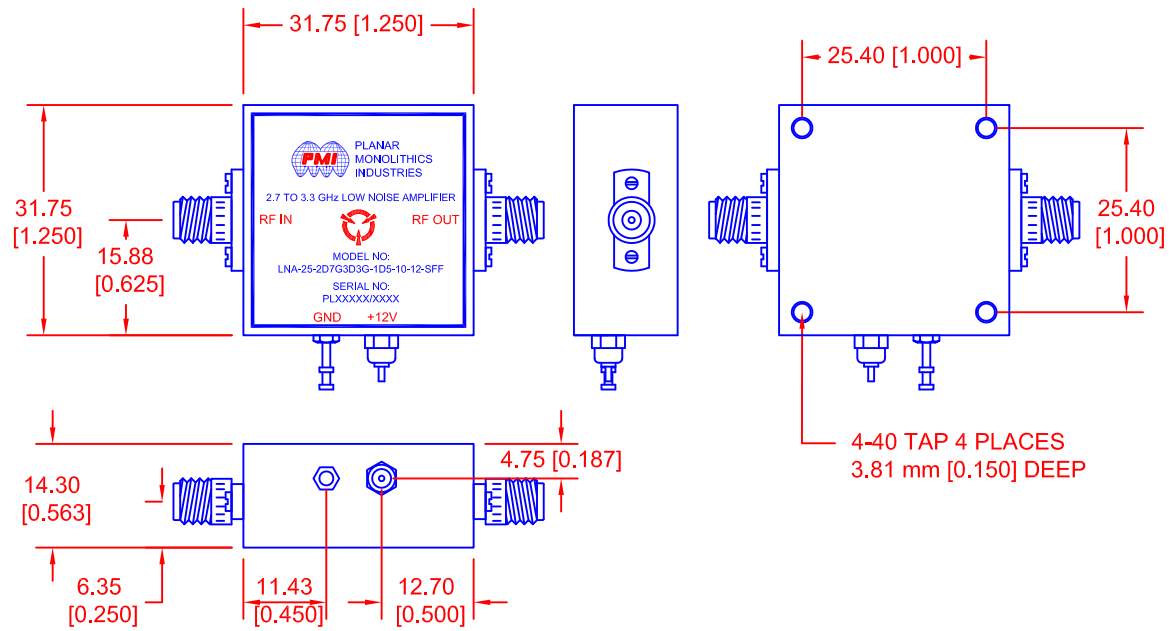 31.75 [1.250]
25.40 [1.000]
PMI
PLANAR
MONOLITHICS
INDUSTRIES
2.7 TO 3.3 GHz LOW NOISE AMPLIFIER
RF IN
RF OUT
MODEL NO:
LNA-25-2D7G3D3G-1D5-10-12-SFF
SERIAL NO:
PLXXXXX/XXXX
GND
+12V
31.75
[1.250]
15.88
[0.625]
25.40
[1.000]
4-40 TAP 4 PLACES
3.81 mm [0.150] DEEP
4.75 [0.187]
14.30
[0.563]
6.35
[0.250]
11.43
[0.450]
12.70
[0.500]